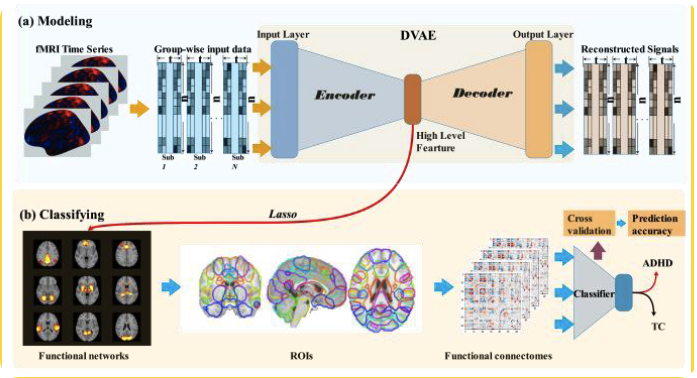 (a) Modeling
fMRI Time Series
Group-wise input data
Input Layer
DVAE
Output Layer
Reconstructed Signals
t
t
t
t
t
t
n
n
n
n
n
n
Encoder
Decoder
Sub
1
Sub
2
Sub
N
High Level
Fearture
(b) Classifying
Lasso
Cross
validation
Prediction
accuracy
ADHD
Classifier
TC
Functional networks
ROIs
Functional connectomes